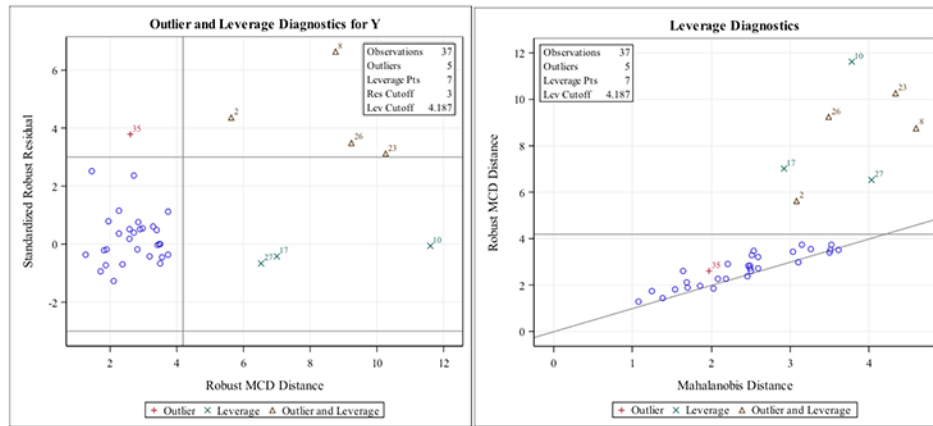 Outlier and Leverage Diagnostics for Y
Standardized Robust Residual
6
4
2
0
-2
8
2
35
26
23
10
17
27
Observations 37
Outliers 5
Leverage Pts 7
Res Cutoff 3
Lev Cutoff 4.187
2 4 6 8 10 12
Robust MCD Distance
+ Outlier × Leverage △ Outlier and Leverage
Leverage Diagnostics
Robust MCD Distance
12
10
8
6
4
2
0
Observations 37
Outliers 5
Leverage Pts 7
Lev Cutoff 4.187
10
23
26
8
17
27
2
35
0 1 2 3 4
Mahalanobis Distance
+ Outlier × Leverage △ Outlier and Leverage